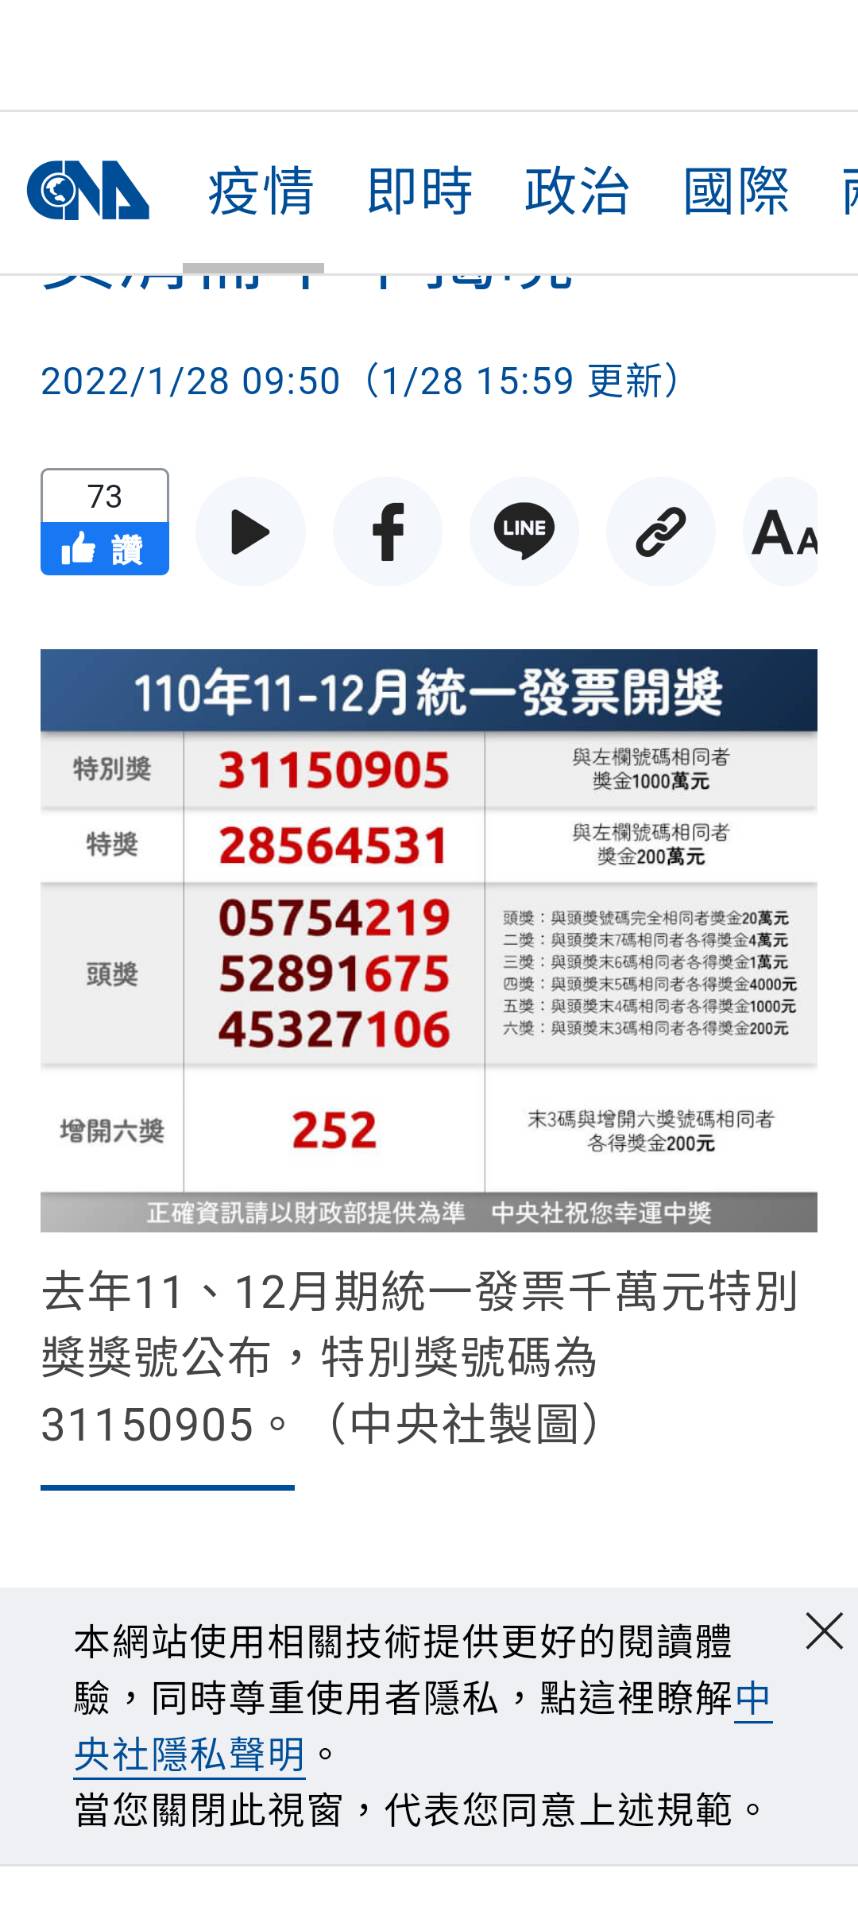 CNA 疫情 即時 政治 國際
2022/1/28 09:50（1/28 15:59 更新）
73
讚
LINE
AA
110年11-12月統一發票開獎
特別獎 31150905 與左欄號碼相同者
獎金1000萬元
特獎 28564531 與左欄號碼相同者
獎金200萬元
頭獎
05754219
52891675
45327106
頭獎：與頭獎號碼完全相同者獎金20萬元
二獎：與頭獎末7碼相同者各得獎金4萬元
三獎：與頭獎末6碼相同者各得獎金1萬元
四獎：與頭獎末5碼相同者各得獎金4000元
五獎：與頭獎末4碼相同者各得獎金1000元
六獎：與頭獎末3碼相同者各得獎金200元
增開六獎 252 末3碼與增開六獎號碼相同者
各得獎金200元
正確資訊請以財政部提供為準 中央社祝您幸運中獎
去年11、12月期統一發票千萬元特別
獎獎號公布，特別獎號碼為
31150905。（中央社製圖）
本網站使用相關技術提供更好的閱讀體
驗，同時尊重使用者隱私，點這裡瞭解中
央社隱私聲明。
當您關閉此視窗，代表您同意上述規範。